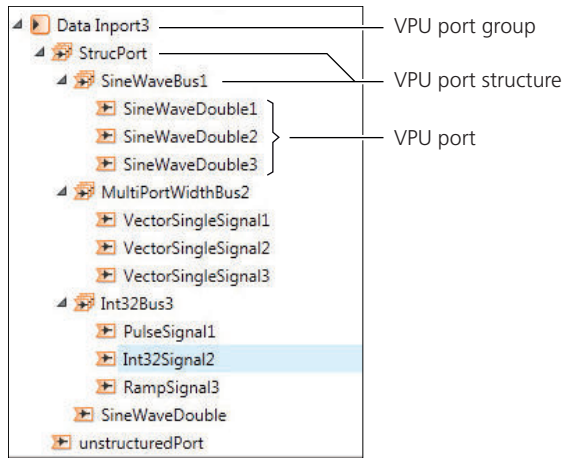 Data Inport3
VPU port group
StrucPort
SineWaveBus1
VPU port structure
SineWaveDouble1
SineWaveDouble2
VPU port
SineWaveDouble3
MultiPortWidthBus2
VectorSingleSignal1
VectorSingleSignal2
VectorSingleSignal3
Int32Bus3
PulseSignal1
Int32Signal2
RampSignal3
SineWaveDouble
unstructuredPort